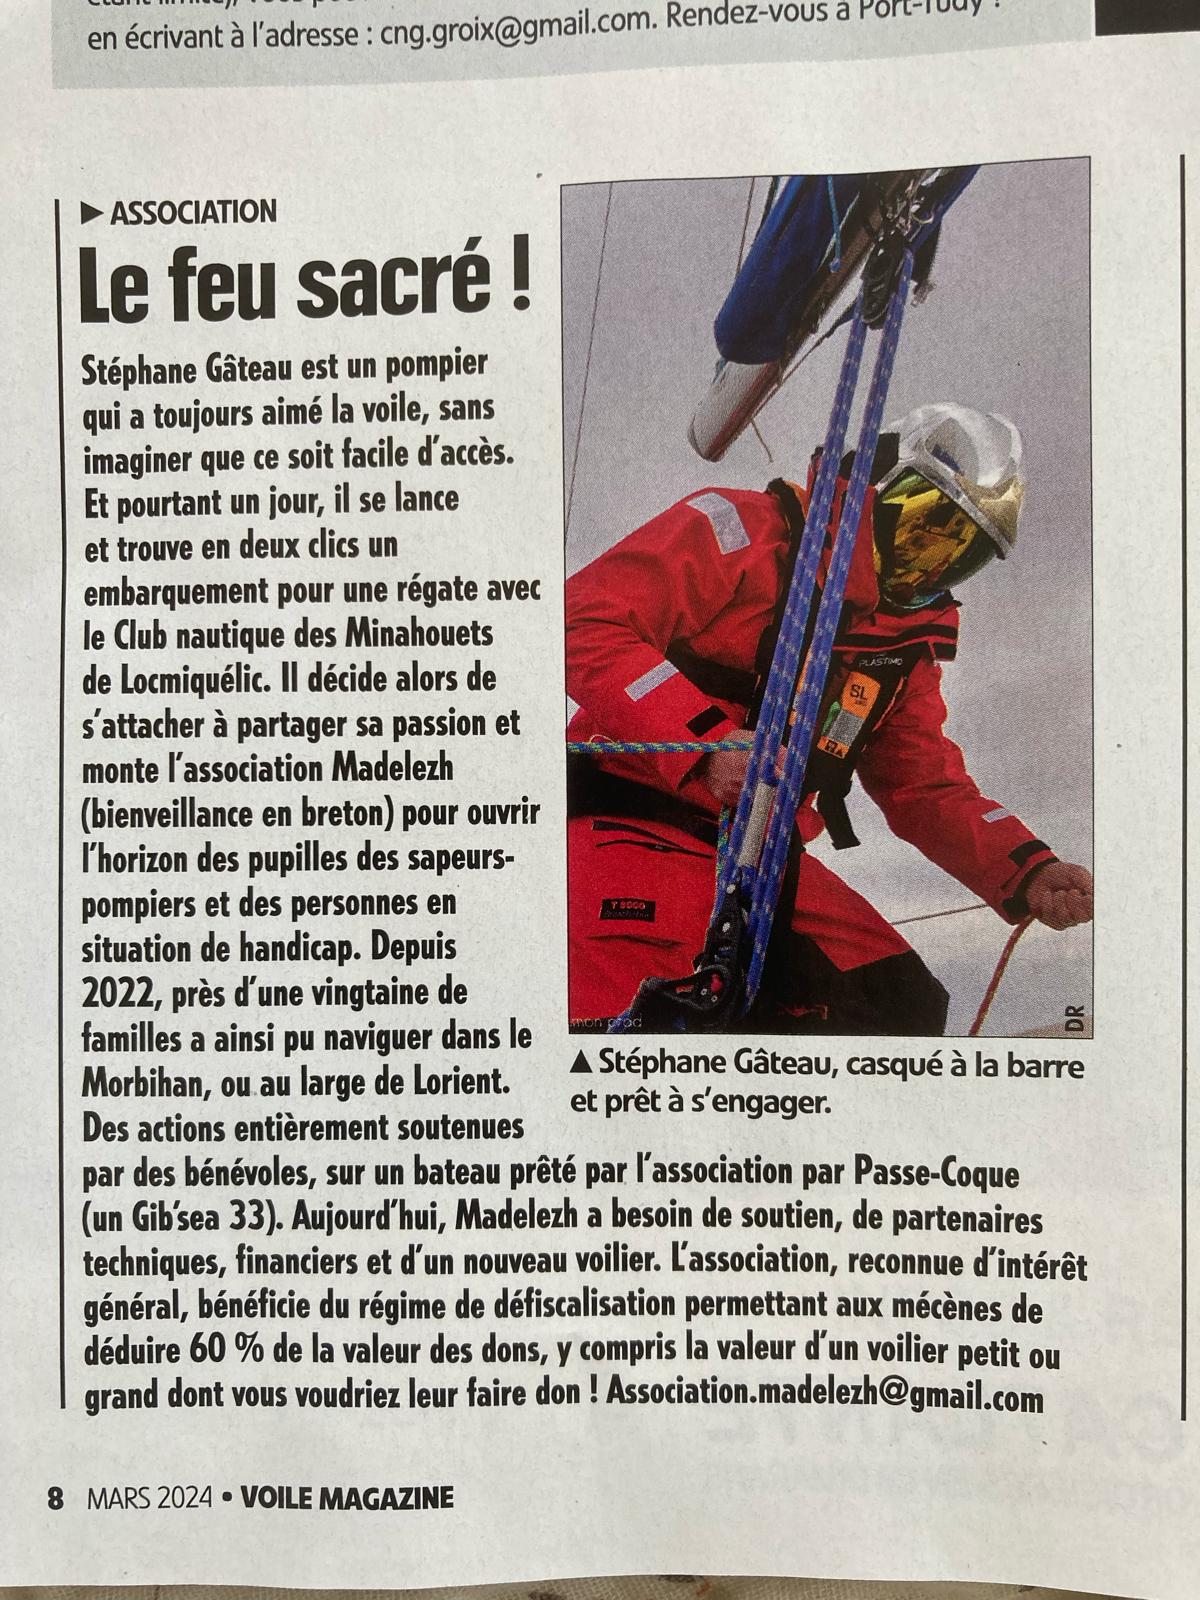 en écrivant à l'adresse : cng.groix@gmail.com. Rendez-vous à Port-Tudy !
▶ ASSOCIATION
Le feu sacré !
Stéphane Gâteau est un pompier
qui a toujours aimé la voile, sans
imaginer que ce soit facile d'accès.
Et pourtant un jour, il se lance
et trouve en deux clics un
embarquement pour une régate avec
le Club nautique des Minahouets
de Locmiquélic. Il décide alors de
s'attacher à partager sa passion et
monte l'association Madelezh
(bienveillance en breton) pour ouvrir
l'horizon des pupilles des sapeurs-
pompiers et des personnes en
situation de handicap. Depuis
2022, près d'une vingtaine de
familles a ainsi pu naviguer dans le
Morbihan, ou au large de Lorient.
Des actions entièrement soutenues
par des bénévoles, sur un bateau prêté par l'association par Passe-Coque
(un Gib'sea 33). Aujourd'hui, Madelezh a besoin de soutien, de partenaires
techniques, financiers et d'un nouveau voilier. L'association, reconnue d'intérêt
général, bénéficie du régime de défiscalisation permettant aux mécènes de
déduire 60 % de la valeur des dons, y compris la valeur d'un voilier petit ou
grand dont vous voudriez leur faire don ! Association.madelezh@gmail.com
PLASTIMO
SL
mon prod
DR
▲ Stéphane Gâteau, casqué à la barre
et prêt à s'engager.
8 MARS 2024 • VOILE MAGAZINE